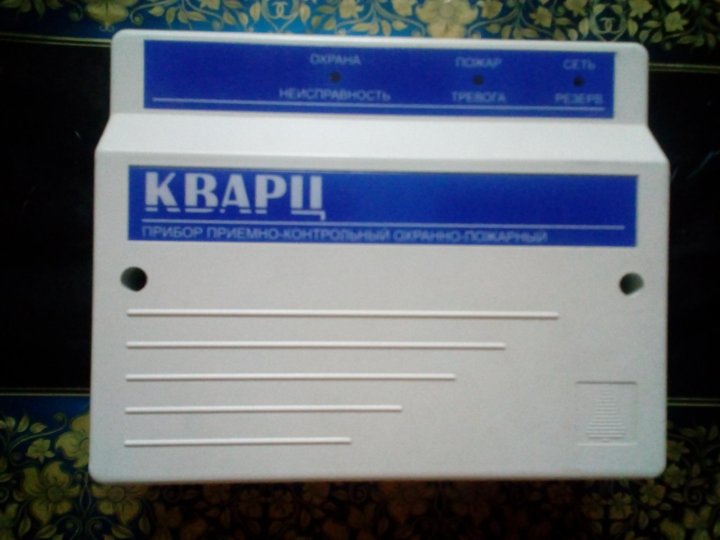 ОХРАНА ПОЖАР СЕТЬ
НЕИСПРАВНОСТЬ ТРЕВОГА РЕЗЕРВ
КВАРЦ
ПРИБОР ПРИЕМНО-КОНТРОЛЬНЫЙ ОХРАННО-ПОЖАРНЫЙ